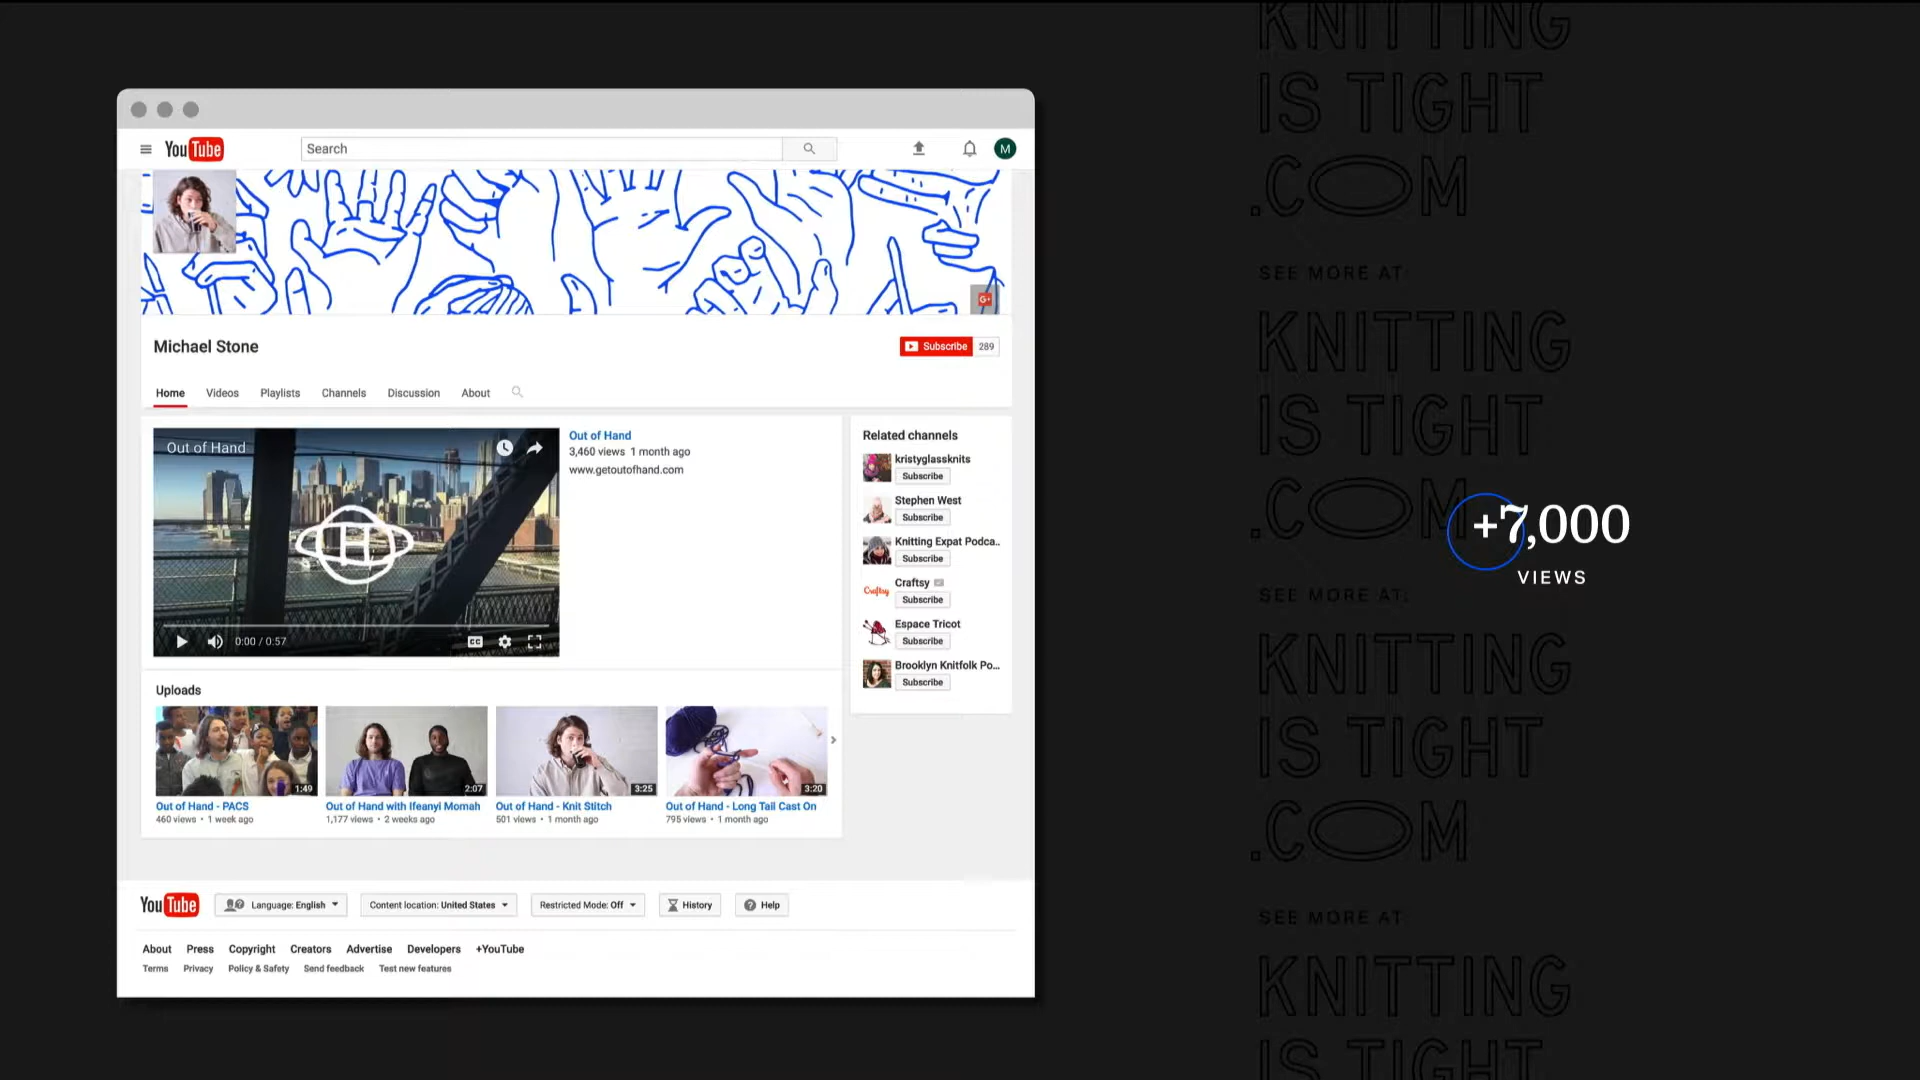 YouTube
Search
M
G+
Michael Stone
Subscribe 289
Home Videos Playlists Channels Discussion About
Out of Hand
H
0:00 / 0:57
CC
Out of Hand
3,460 views 1 month ago
www.getoutofhand.com
Related channels
kristyglassknits
Subscribe
Stephen West
Subscribe
Knitting Expat Podca..
Subscribe
Craftsy
Craftsy
Subscribe
Espace Tricot
Subscribe
Brooklyn Knitfolk Po...
Subscribe
Uploads
1:49
Out of Hand - PACS
460 views • 1 week ago
2:07
Out of Hand with Ifeanyi Momah
1,177 views • 2 weeks ago
3:25
Out of Hand - Knit Stitch
501 views • 1 month ago
3:20
Out of Hand - Long Tail Cast On
795 views • 1 month ago
YouTube
Language: English
Content location: United States
Restricted Mode: Off
History
Help
About Press Copyright Creators Advertise Developers +YouTube
Terms Privacy Policy & Safety Send feedback Test new features
KNITTING
IS TIGHT
.COM
SEE MORE AT:
KNITTING
IS TIGHT
.COM
+7,000
VIEWS
SEE MORE AT:
KNITTING
IS TIGHT
.COM
SEE MORE AT
KNITTING
IS TIGHT